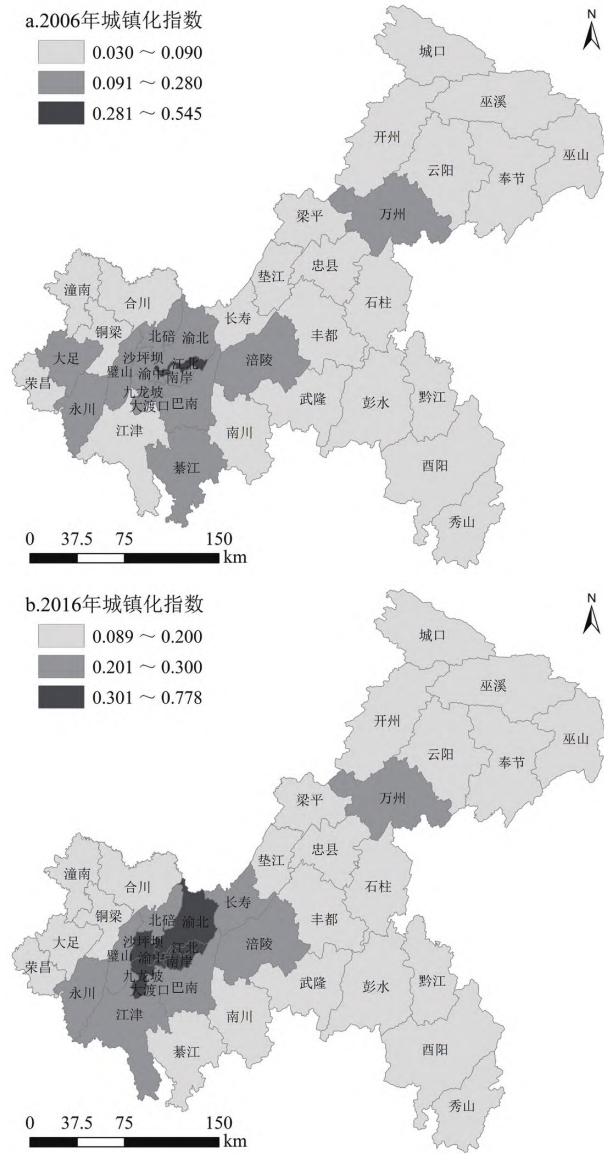 a.2006年城镇化指数
0.030～0.090
0.091～0.280
0.281～0.545
N
城口
巫溪
开州
云阳
奉节
巫山
万州
梁平
忠县
垫江
石柱
潼南
合川
长寿
丰都
铜梁
北碚
渝北
大足
沙坪坝
江北
涪陵
荣昌
璧山
渝中
南岸
永川
九龙坡
大渡口
巴南
武隆
彭水
黔江
江津
南川
綦江
酉阳
秀山
0 37.5 75 150
km
b.2016年城镇化指数
0.089～0.200
0.201～0.300
0.301～0.778
N
城口
巫溪
开州
云阳
奉节
巫山
万州
梁平
忠县
垫江
石柱
潼南
合川
长寿
丰都
铜梁
北碚
渝北
大足
沙坪坝
江北
涪陵
荣昌
璧山
渝中
南岸
永川
九龙坡
大渡口
巴南
武隆
彭水
黔江
江津
南川
綦江
酉阳
秀山
0 37.5 75 150
km